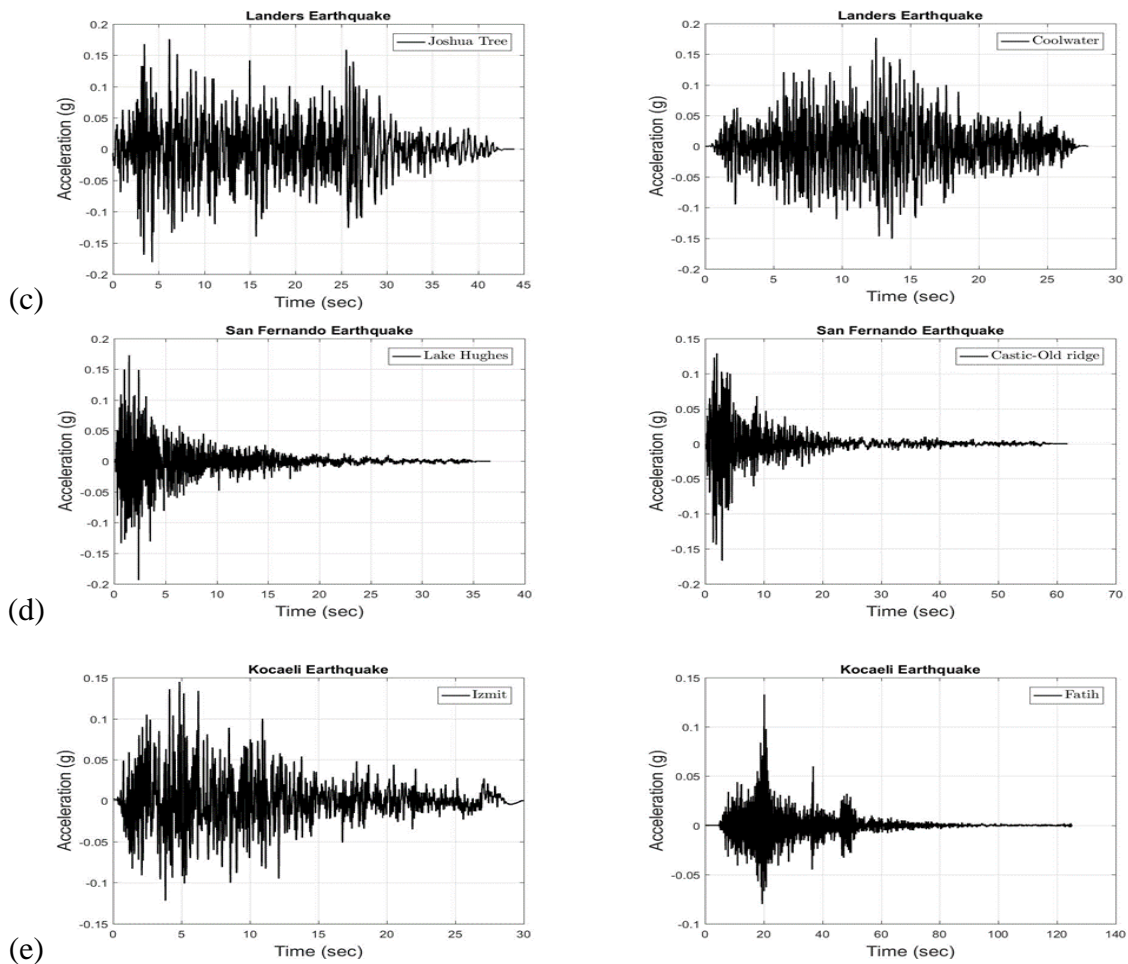 Landers Earthquake
Joshua Tree
0.2
0.15
0.1
0.05
0
-0.05
-0.1
-0.15
-0.2
Acceleration (g)
0 5 10 15 20 25 30 35 40 45
Time (sec)
Landers Earthquake
Coolwater
0.2
0.15
0.1
0.05
0
-0.05
-0.1
-0.15
-0.2
Acceleration (g)
0 5 10 15 20 25 30
Time (sec)
(c)
San Fernando Earthquake
Lake Hughes
0.2
0.15
0.1
0.05
0
-0.05
-0.1
-0.15
-0.2
Acceleration (g)
0 5 10 15 20 25 30 35 40
Time (sec)
San Fernando Earthquake
Castic-Old ridge
0.15
0.1
0.05
0
-0.05
-0.1
-0.15
-0.2
Acceleration (g)
0 10 20 30 40 50 60 70
Time (sec)
(d)
Kocaeli Earthquake
Izmit
0.15
0.1
0.05
0
-0.05
-0.1
-0.15
Acceleration (g)
0 5 10 15 20 25 30
Time (sec)
Kocaeli Earthquake
Fatih
0.15
0.1
0.05
0
-0.05
-0.1
Acceleration (g)
0 20 40 60 80 100 120 140
Time (sec)
(e)